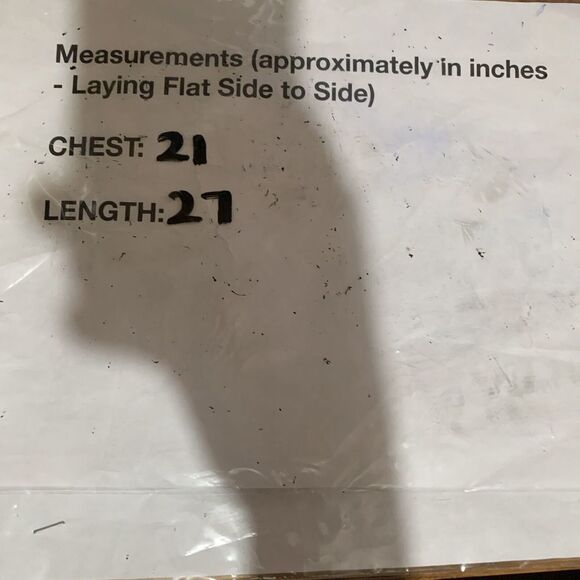 Measurements (approximately in inches
- Laying Flat Side to Side)
CHEST: 21
LENGTH: 27